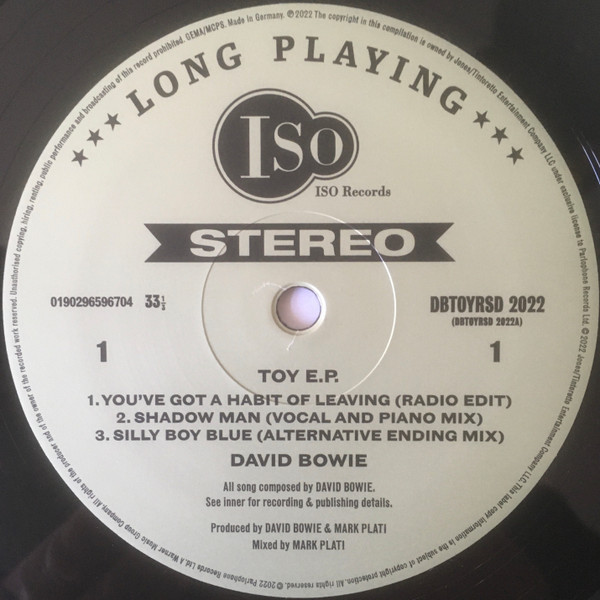 of this record prohibited. GEMA/MCPS. Made in Germany. ℗2022 The copyright in this compilation is owned by Jones/Tintoretto Entertainment Company LLC under exclusive license to Parlophone Records Ltd. ©2022 Jones/Tintoretto Entertainment Company LLC. This label copy information is the subject of copyright protection. All rights reserved. ©2022 Parlophone Records Ltd. A Warner Music Group Company. All rights of the producer and of the owner of the recorded work reserved. Unauthorised copying, hiring, renting, public performance and broadcasting
★★★ LONG PLAYING ★★★
ISO
ISO Records
STEREO
0190296596704 33⅓ DBTOYRSD 2022
(DBTOYRSD 2022A)
1 1
TOY E.P.
1. YOU'VE GOT A HABIT OF LEAVING (RADIO EDIT)
2. SHADOW MAN (VOCAL AND PIANO MIX)
3. SILLY BOY BLUE (ALTERNATIVE ENDING MIX)
DAVID BOWIE
All song composed by DAVID BOWIE.
See inner for recording & publishing details.
Produced by DAVID BOWIE & MARK PLATI
Mixed by MARK PLATI